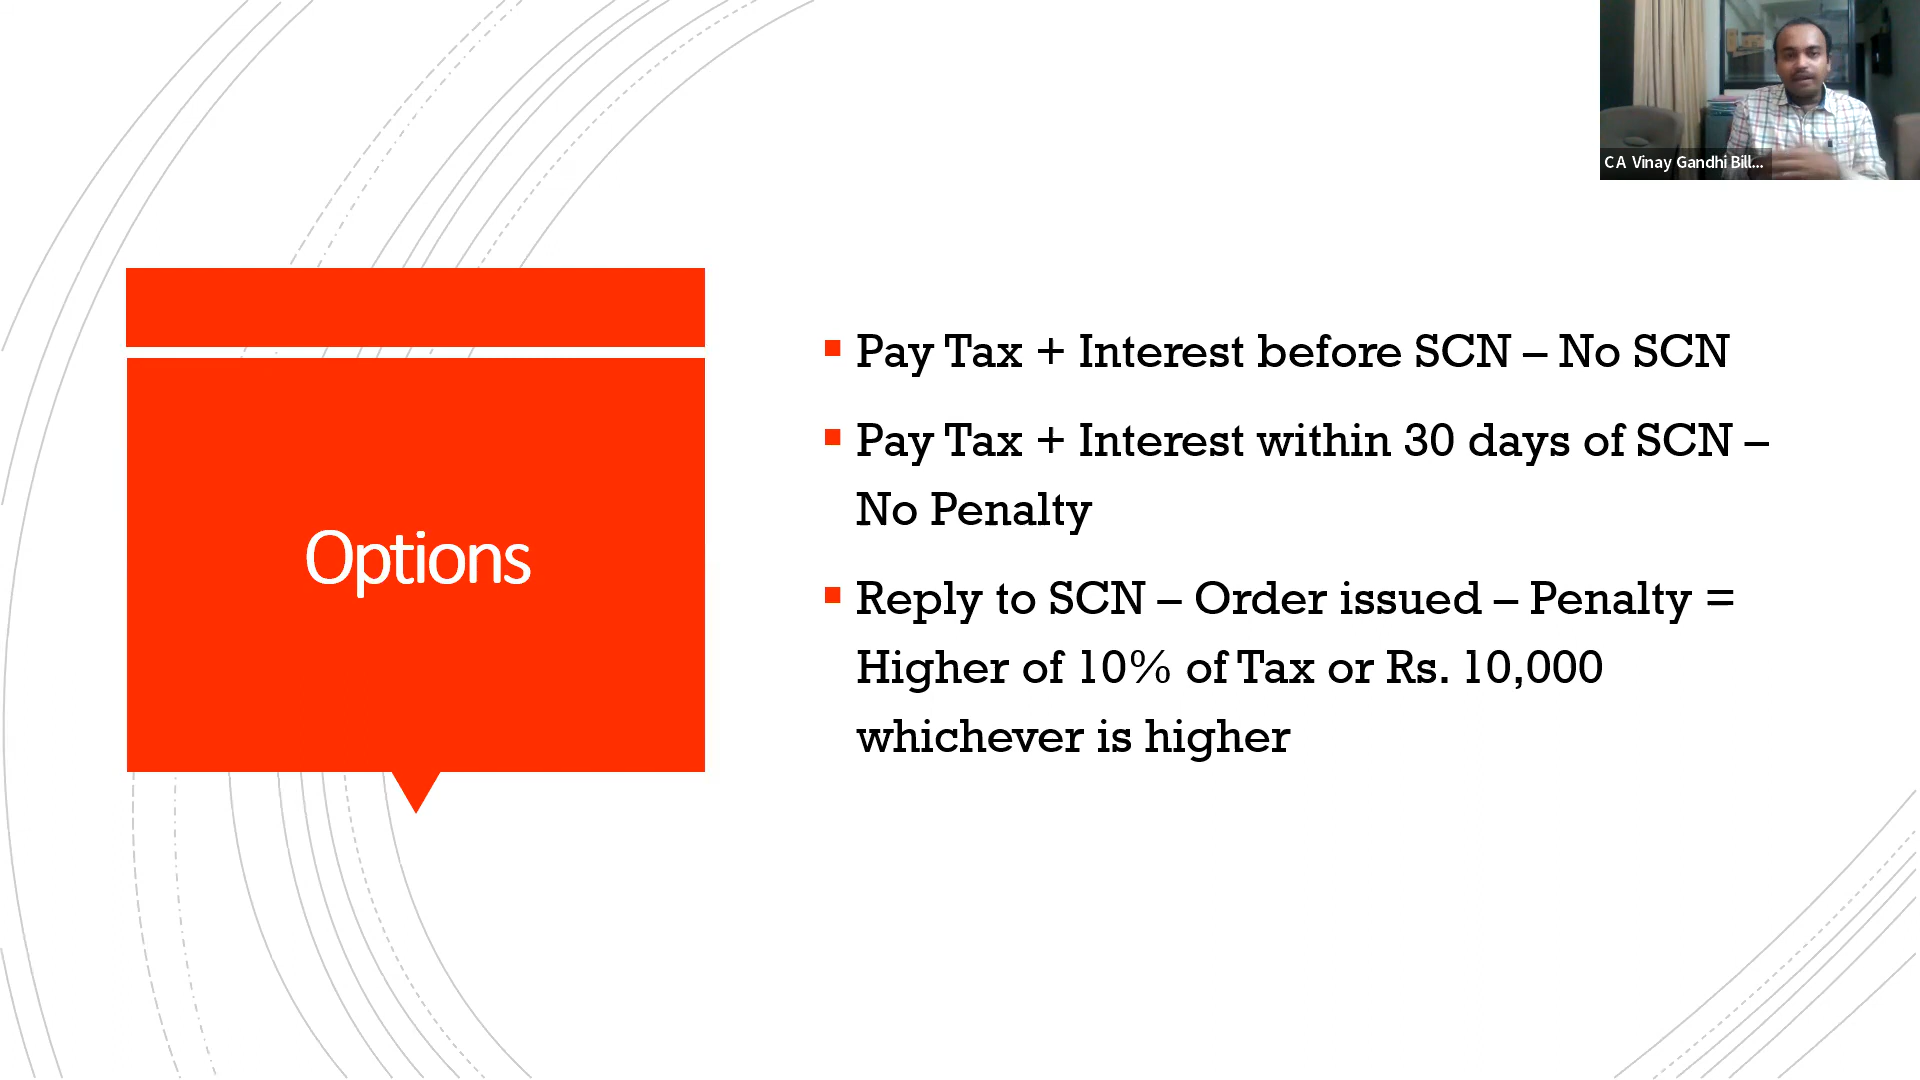 C A Vinay Gandhi Bill...
Options
Pay Tax + Interest before SCN – No SCN
Pay Tax + Interest within 30 days of SCN –
No Penalty
Reply to SCN – Order issued – Penalty =
Higher of 10% of Tax or Rs. 10,000
whichever is higher